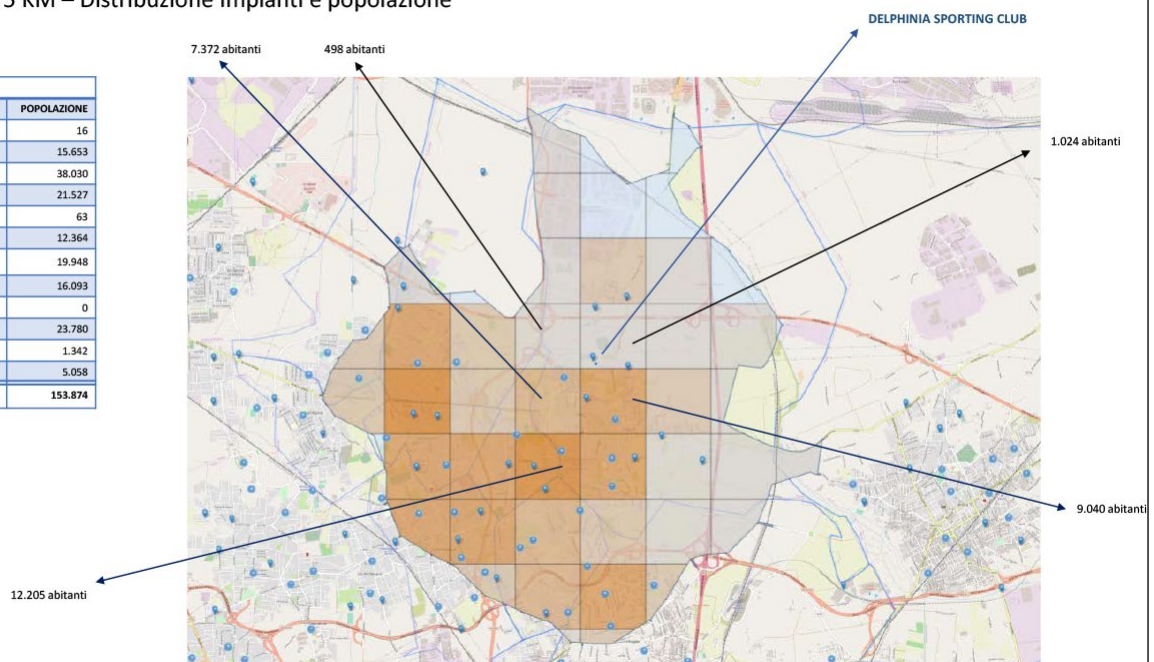 5 KM – Distribuzione impianti e popolazione
DELPHINIA SPORTING CLUB
7.372 abitanti
498 abitanti
POPOLAZIONE
16
15.653
38.030
21.527
63
12.364
19.948
16.093
0
23.780
1.342
5.058
153.874
1.024 abitanti
9.040 abitanti
12.205 abitanti